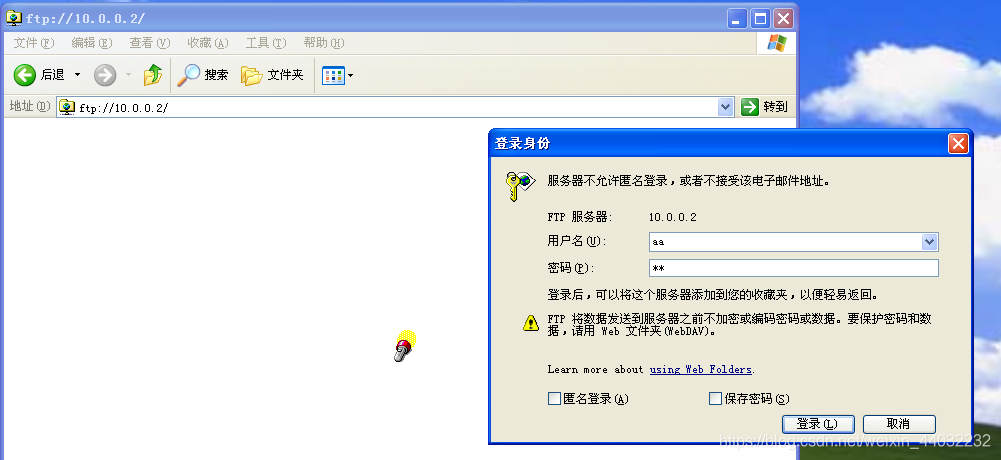 ftp://10.0.0.2/
文件(F) 编辑(E) 查看(V) 收藏(A) 工具(T) 帮助(H)
后退 搜索 文件夹
地址(D) ftp://10.0.0.2/ 转到
登录身份
服务器不允许匿名登录，或者不接受该电子邮件地址。
FTP 服务器: 10.0.0.2
用户名(U): aa
密码(P): **
登录后，可以将这个服务器添加到您的收藏夹，以便轻易返回。
FTP 将数据发送到服务器之前不加密或编码密码或数据。要保护密码和数
据，请用 Web 文件夹(WebDAV)。
Learn more about using Web Folders.
匿名登录(A) 保存密码(S)
登录(L) 取消
https://blog.csdn.net/weixin_44032232